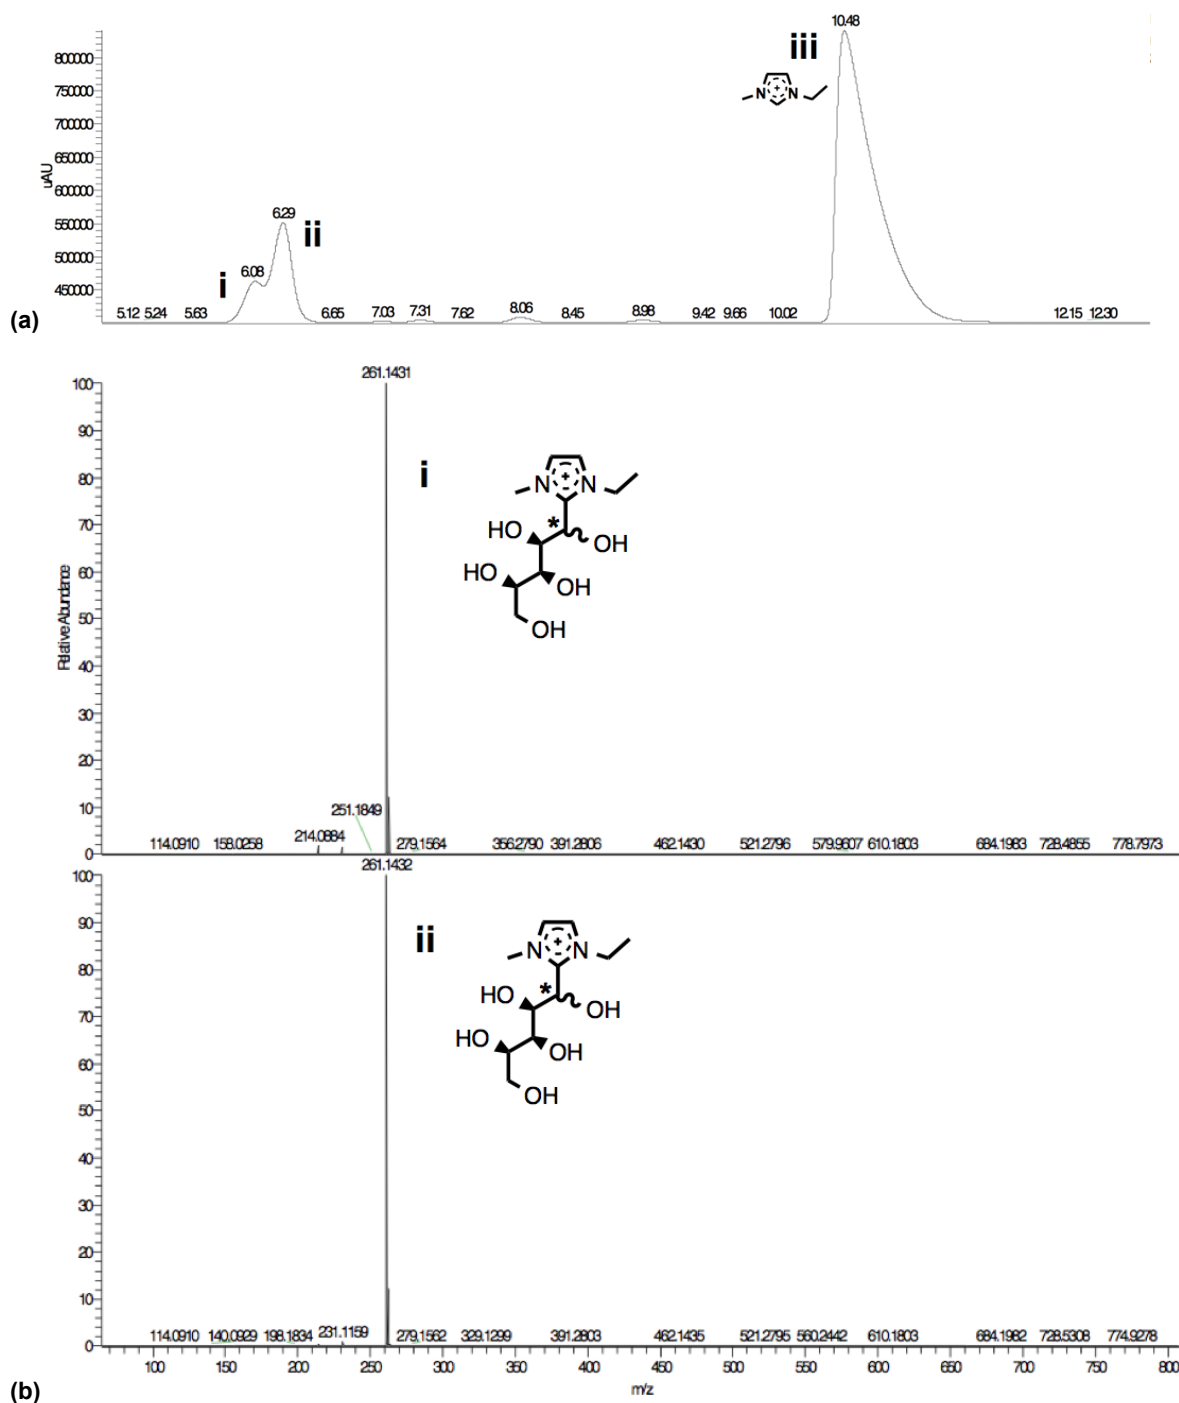 10.48
iii
800000
N + N
750000
700000
650000
uAU
600000
550000
6.29
ii
500000
i
6.08
450000
5.12 5.24 5.63 6.65 7.03 7.31 7.62 8.06 8.45 8.98 9.42 9.66 10.02 12.15 12.30
(a)
261.1431
100
90
80
70
60
50
40
30
20
10
0
Relative Abundance
i
+
N - N
*
HO
OH
HO
OH
OH
251.1849
114.0910 158.0258 214.0884 279.1564 356.2790 391.2806 462.1430 521.2796 579.9607 610.1803 684.1983 728.4855 778.7973
261.1432
100
90
80
70
60
50
40
30
20
10
0
ii
+
N - N
*
HO
OH
HO
OH
OH
114.0910 140.0929 198.1834 231.1159 279.1562 329.1299 391.2803 462.1435 521.2795 560.2442 610.1803 684.1982 728.5308 774.9278
100 150 200 250 300 350 400 450 500 550 600 650 700 750 800
m/z
(b)